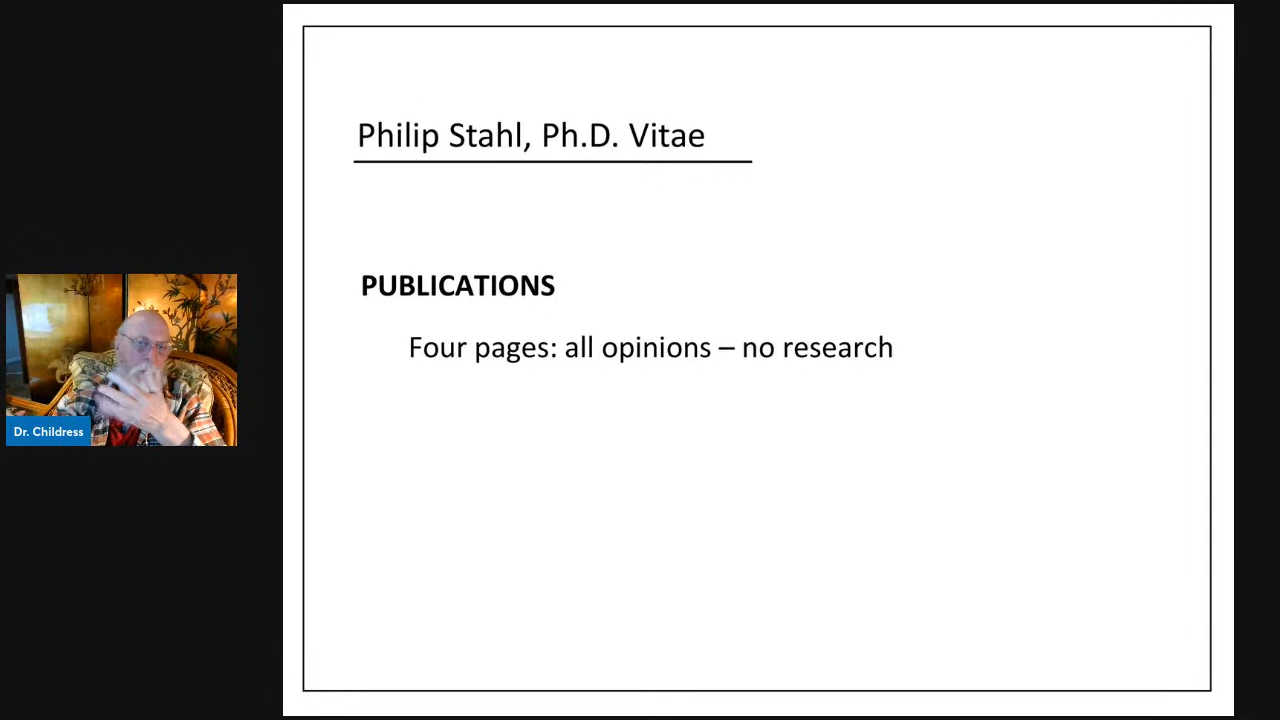 Philip Stahl, Ph.D. Vitae
PUBLICATIONS
Four pages: all opinions – no research
Dr. Childress